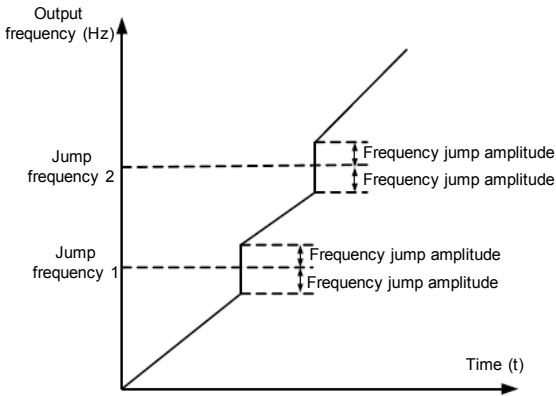 Output
frequency (Hz)
Jump
frequency 2
Frequency jump amplitude
Frequency jump amplitude
Jump
frequency 1
Frequency jump amplitude
Frequency jump amplitude
Time (t)